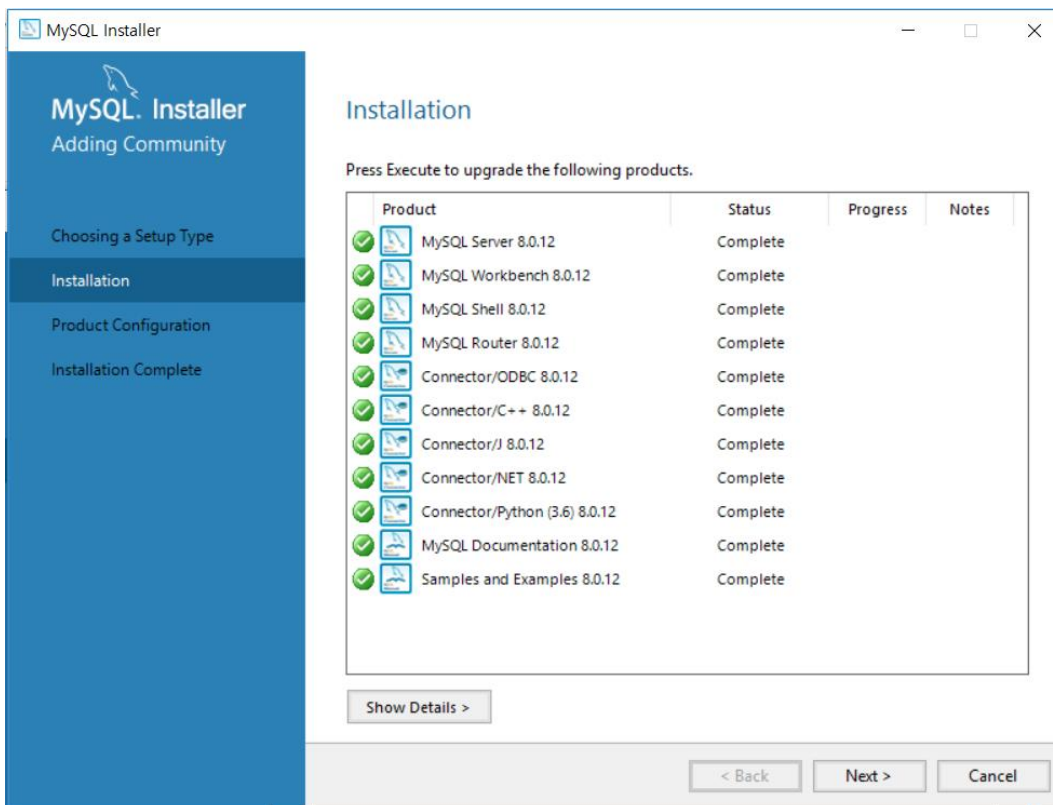 MySQL Installer
MySQL. Installer
Adding Community
Choosing a Setup Type
Installation
Product Configuration
Installation Complete
Installation
Press Execute to upgrade the following products.
Product Status Progress Notes
MySQL Server 8.0.12 Complete
MySQL Workbench 8.0.12 Complete
MySQL Shell 8.0.12 Complete
MySQL Router 8.0.12 Complete
Connector/ODBC 8.0.12 Complete
Connector/C++ 8.0.12 Complete
Connector/J 8.0.12 Complete
Connector/NET 8.0.12 Complete
Connector/Python (3.6) 8.0.12 Complete
MySQL Documentation 8.0.12 Complete
Samples and Examples 8.0.12 Complete
Show Details >
< Back Next > Cancel